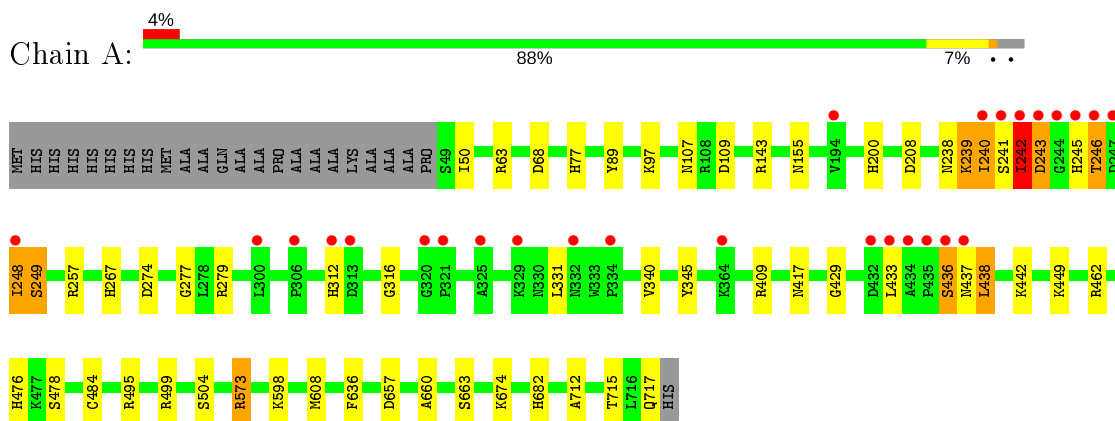 4%
Chain A:
88%
7%
MET HIS HIS HIS HIS HIS HIS HIS MET ALA ALA GLN ALA ALA PRO ALA ALA ALA ALA LYS ALA ALA ALA PRO S49 I50 R63 D68 H77 Y89 K97 N107 R108 D109 R143 N155 V194 H200 D208 N238 K239 I240 S241 I242 D243 G244 H245 T246 D247
I248 S249 R257 H267 D274 G277 L278 R279 L300 P306 H312 D313 G316 G320 P321 A325 K329 N330 L331 N332 W333 P334 V340 Y345 K364 R409 N417 G429 D432 L433 A434 P435 S436 N437 L438 K442 K449 R462
H476 K477 S478 C484 R495 R499 S504 R573 K598 M608 F636 D657 A660 S663 K674 H682 A712 T715 L716 Q717 HIS